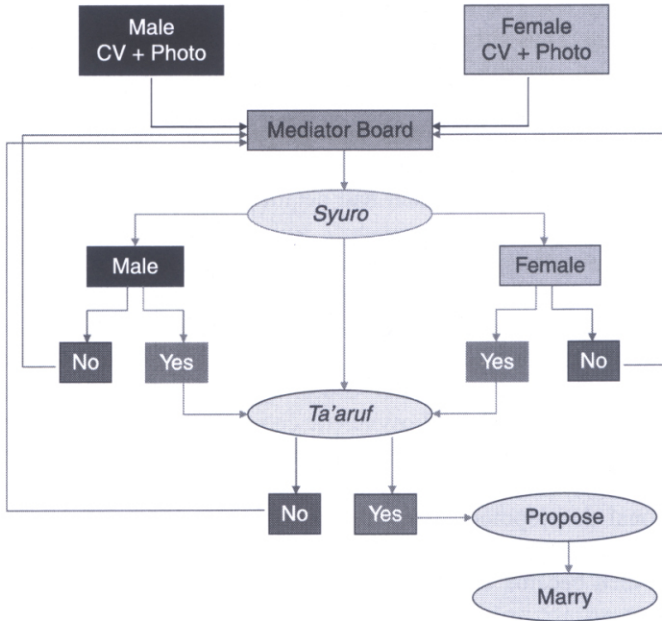 Male
CV + Photo
Female
CV + Photo
Mediator Board
Syuro
Male
Female
No
Yes
Yes
No
Ta'aruf
No
Yes
Propose
Marry